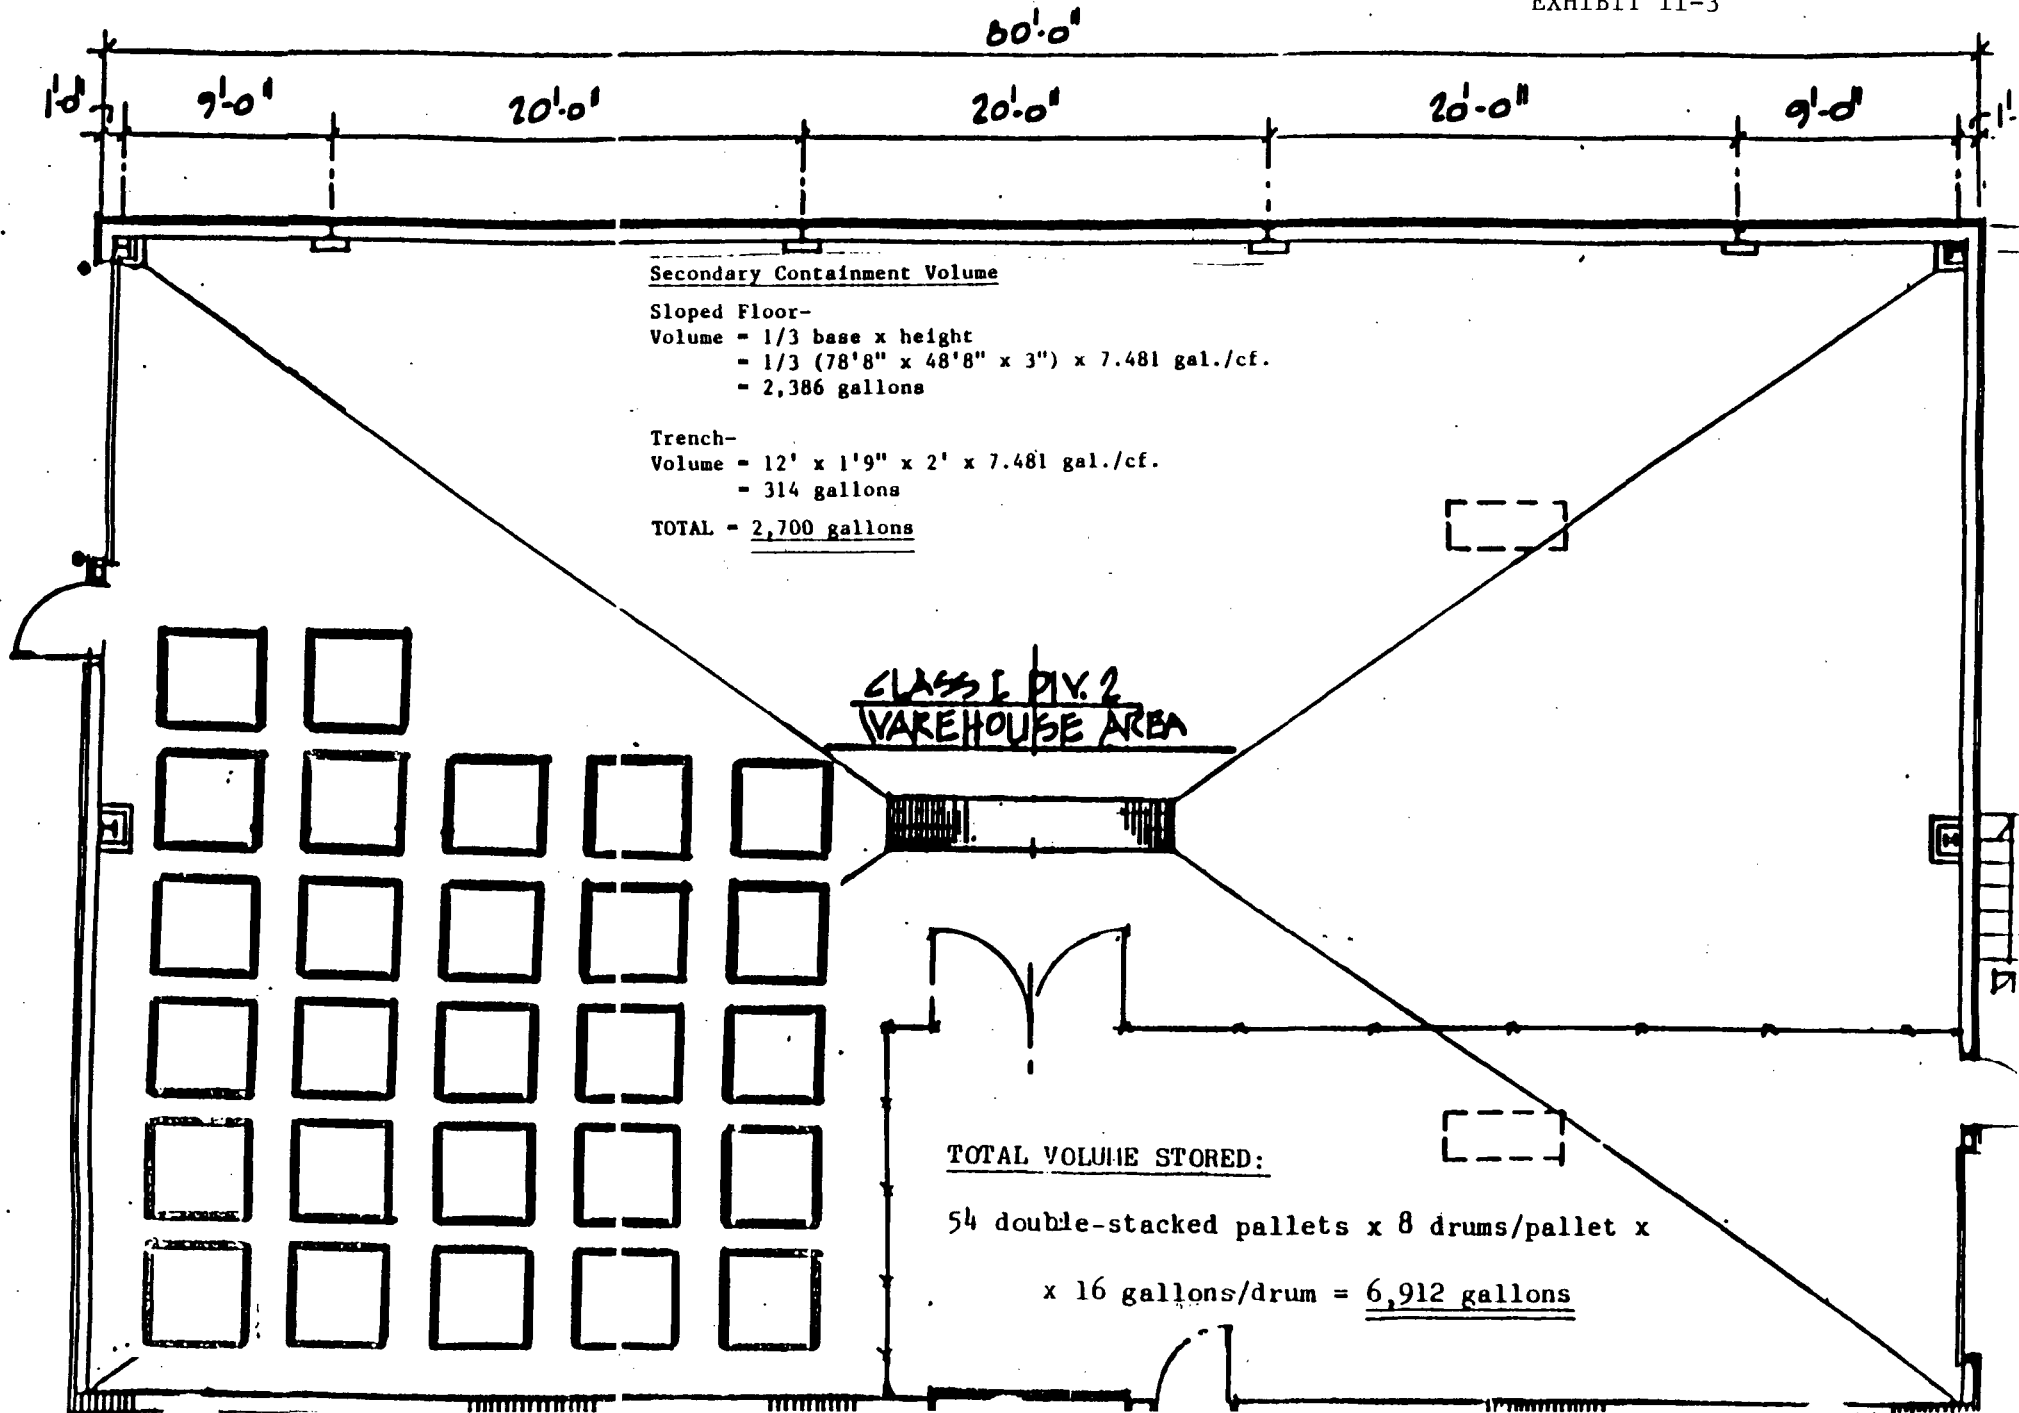 EXHIBIT II-3
80'-0"
1'-0" 9'-0" 20'-0" 20'-0" 20'-0" 9'-0" 1'-
Secondary Containment Volume
Sloped Floor-
Volume = 1/3 base x height
= 1/3 (78'8" x 48'8" x 3") x 7.481 gal./cf.
= 2,386 gallons
Trench-
Volume = 12' x 1'9" x 2' x 7.481 gal./cf.
= 314 gallons
TOTAL = 2,700 gallons
CLASS I DIV. 2
WAREHOUSE AREA
TOTAL VOLUME STORED:
54 double-stacked pallets x 8 drums/pallet x
x 16 gallons/drum = 6,912 gallons